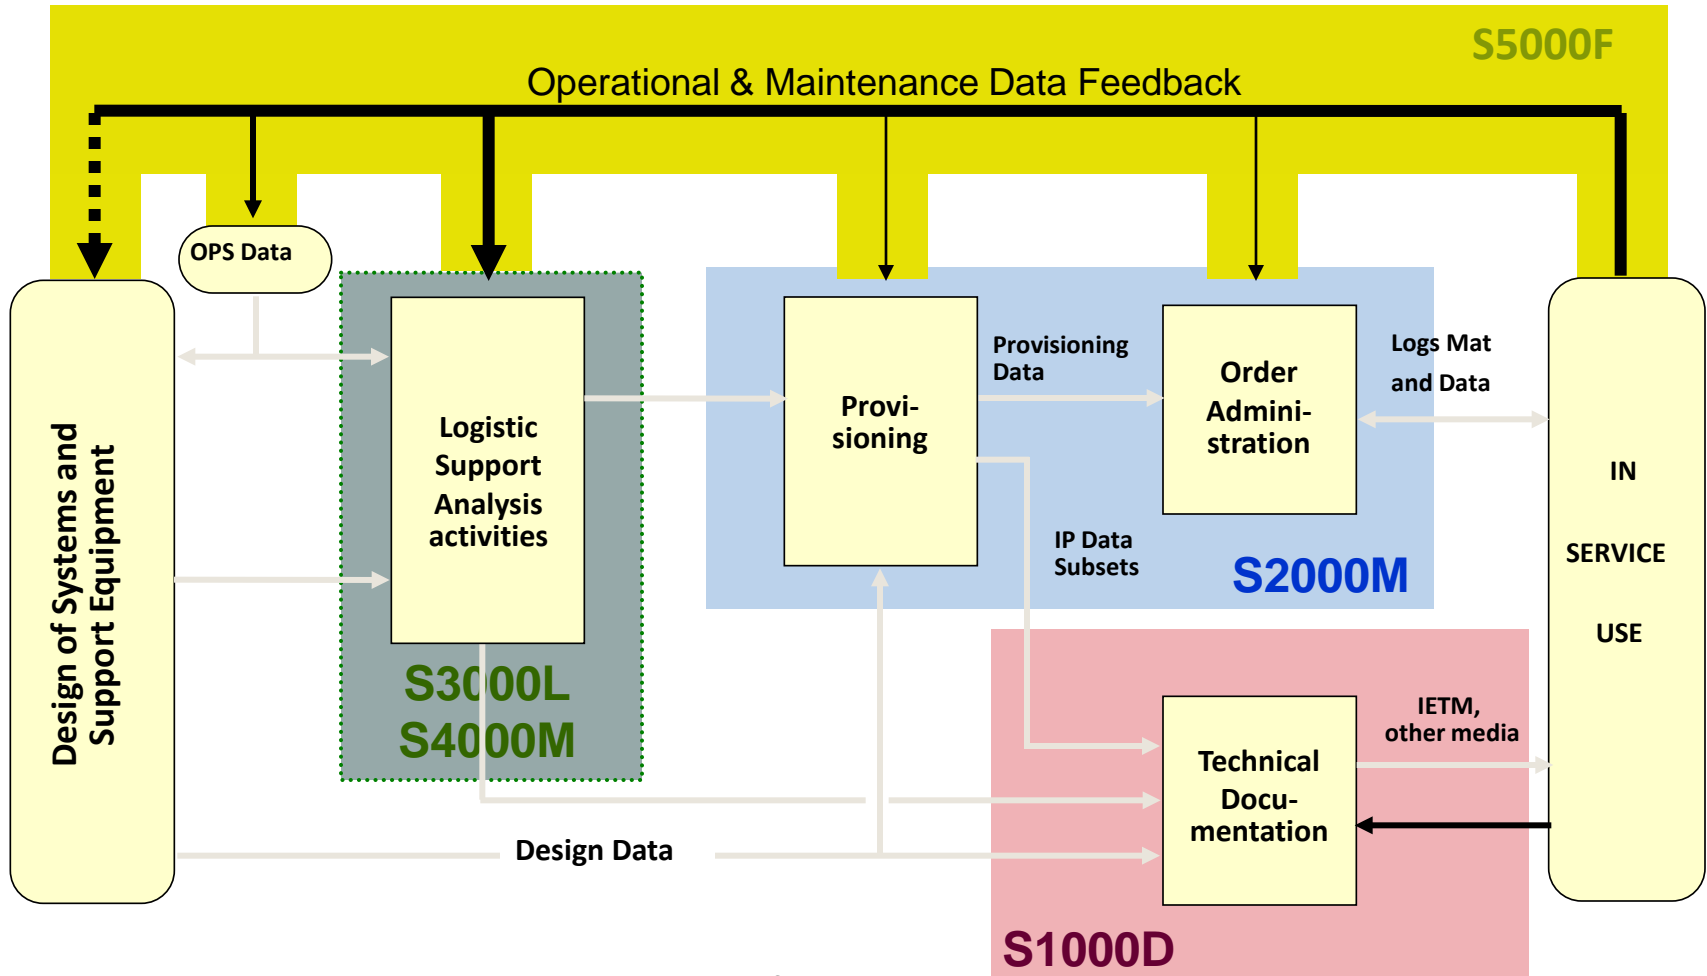 S5000F
Operational & Maintenance Data Feedback
OPS Data
Design of Systems and
Support Equipment
Logistic
Support
Analysis
activities
S3000L
S4000M
Provi-
sioning
Provisioning
Data
Order
Admini-
stration
Logs Mat
and Data
IP Data
Subsets
S2000M
IN
SERVICE
USE
IETM,
other media
Technical
Docu-
mentation
Design Data
S1000D